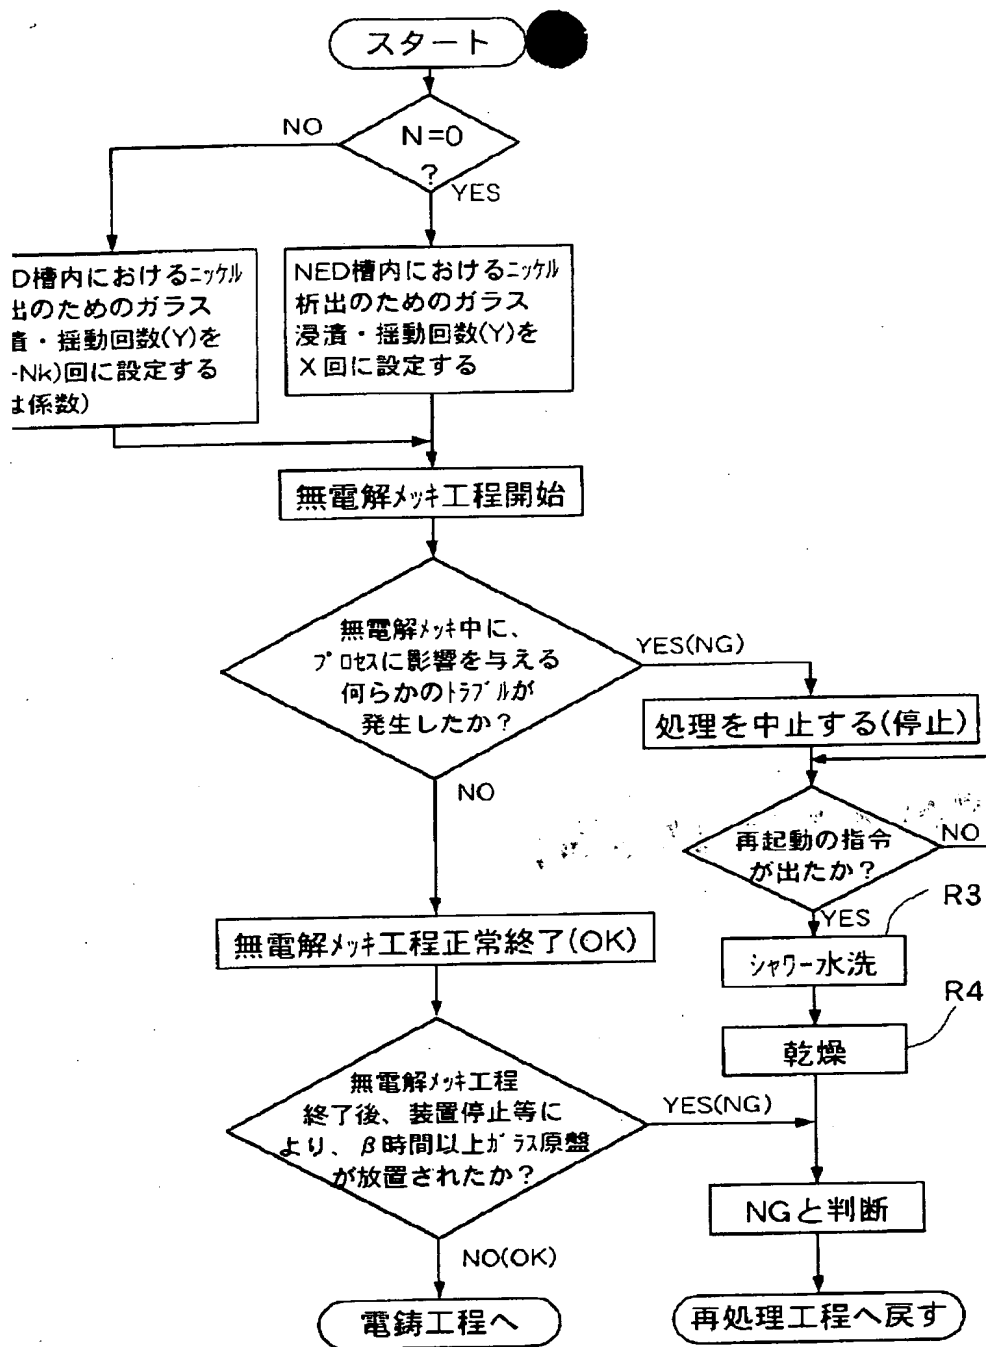 スタート
N=0
?
NO
YES
D槽内におけるニッケル
出のためのガラス
漬・揺動回数(Y)を
-Nk)回に設定する
は係数)
NED槽内におけるニッケル
析出のためのガラス
浸漬・揺動回数(Y)を
X回に設定する
無電解メッキ工程開始
無電解メッキ中に、
プロセスに影響を与える
何らかのトラブルが
発生したか?
YES(NG)
NO
処理を中止する(停止)
再起動の指令
が出たか?
NO
YES
R3
シャワー水洗
R4
乾燥
無電解メッキ工程正常終了(OK)
無電解メッキ工程
終了後、装置停止等に
より、β時間以上ガラス原盤
が放置されたか?
YES(NG)
NO(OK)
NGと判断
電鋳工程へ
再処理工程へ戻す